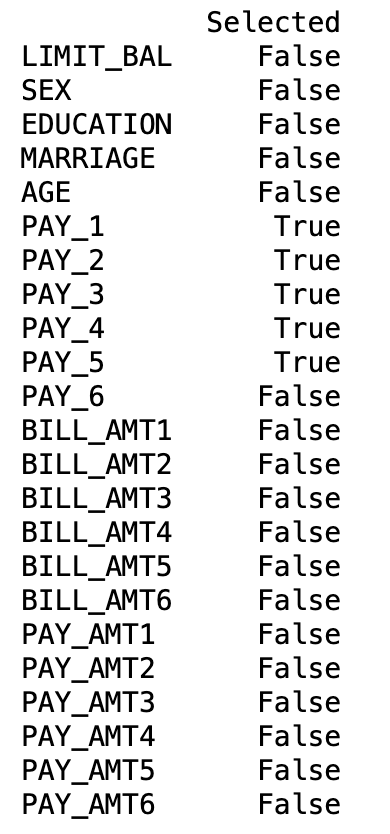 Selected
LIMIT_BAL False
SEX False
EDUCATION False
MARRIAGE False
AGE False
PAY_1 True
PAY_2 True
PAY_3 True
PAY_4 True
PAY_5 True
PAY_6 False
BILL_AMT1 False
BILL_AMT2 False
BILL_AMT3 False
BILL_AMT4 False
BILL_AMT5 False
BILL_AMT6 False
PAY_AMT1 False
PAY_AMT2 False
PAY_AMT3 False
PAY_AMT4 False
PAY_AMT5 False
PAY_AMT6 False